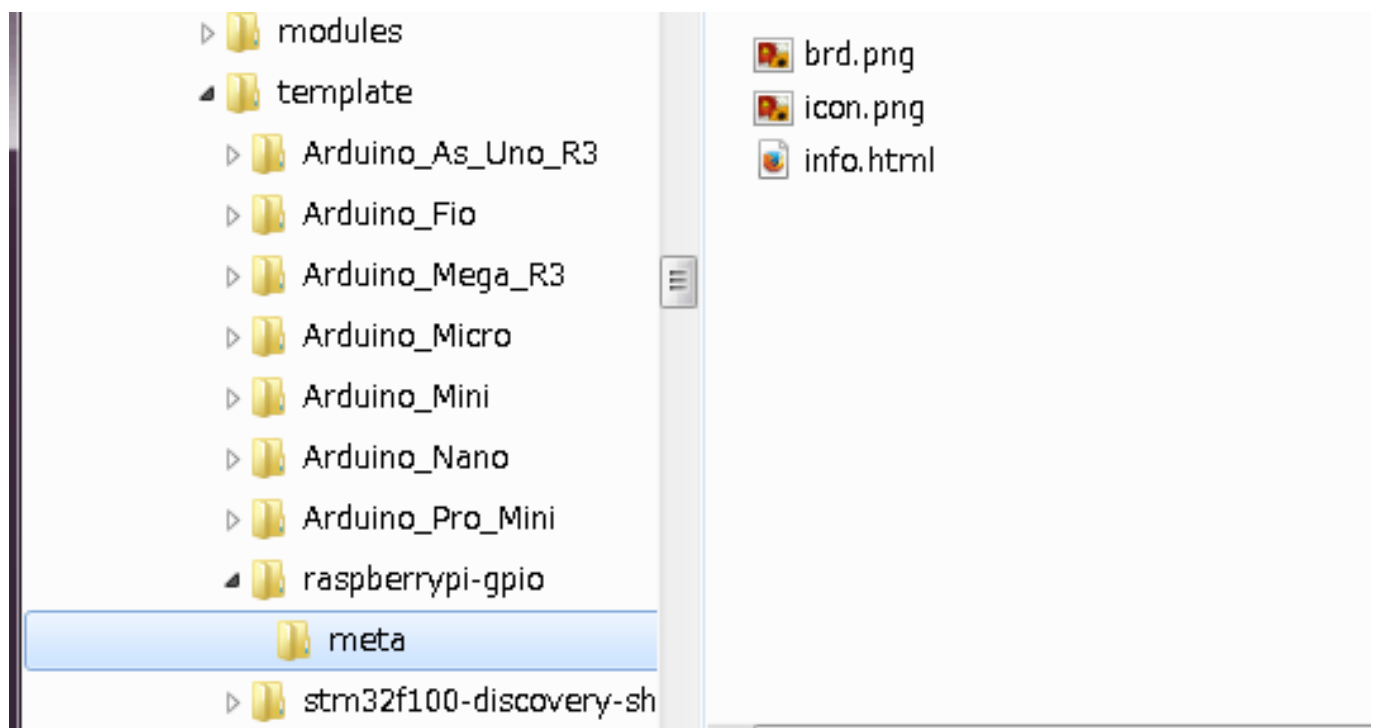 modules
template
Arduino_As_Uno_R3
Arduino_Fio
Arduino_Mega_R3
Arduino_Micro
Arduino_Mini
Arduino_Nano
Arduino_Pro_Mini
raspberrypi-gpio
meta
stm32f100-discovery-sh
brd.png
icon.png
info.html